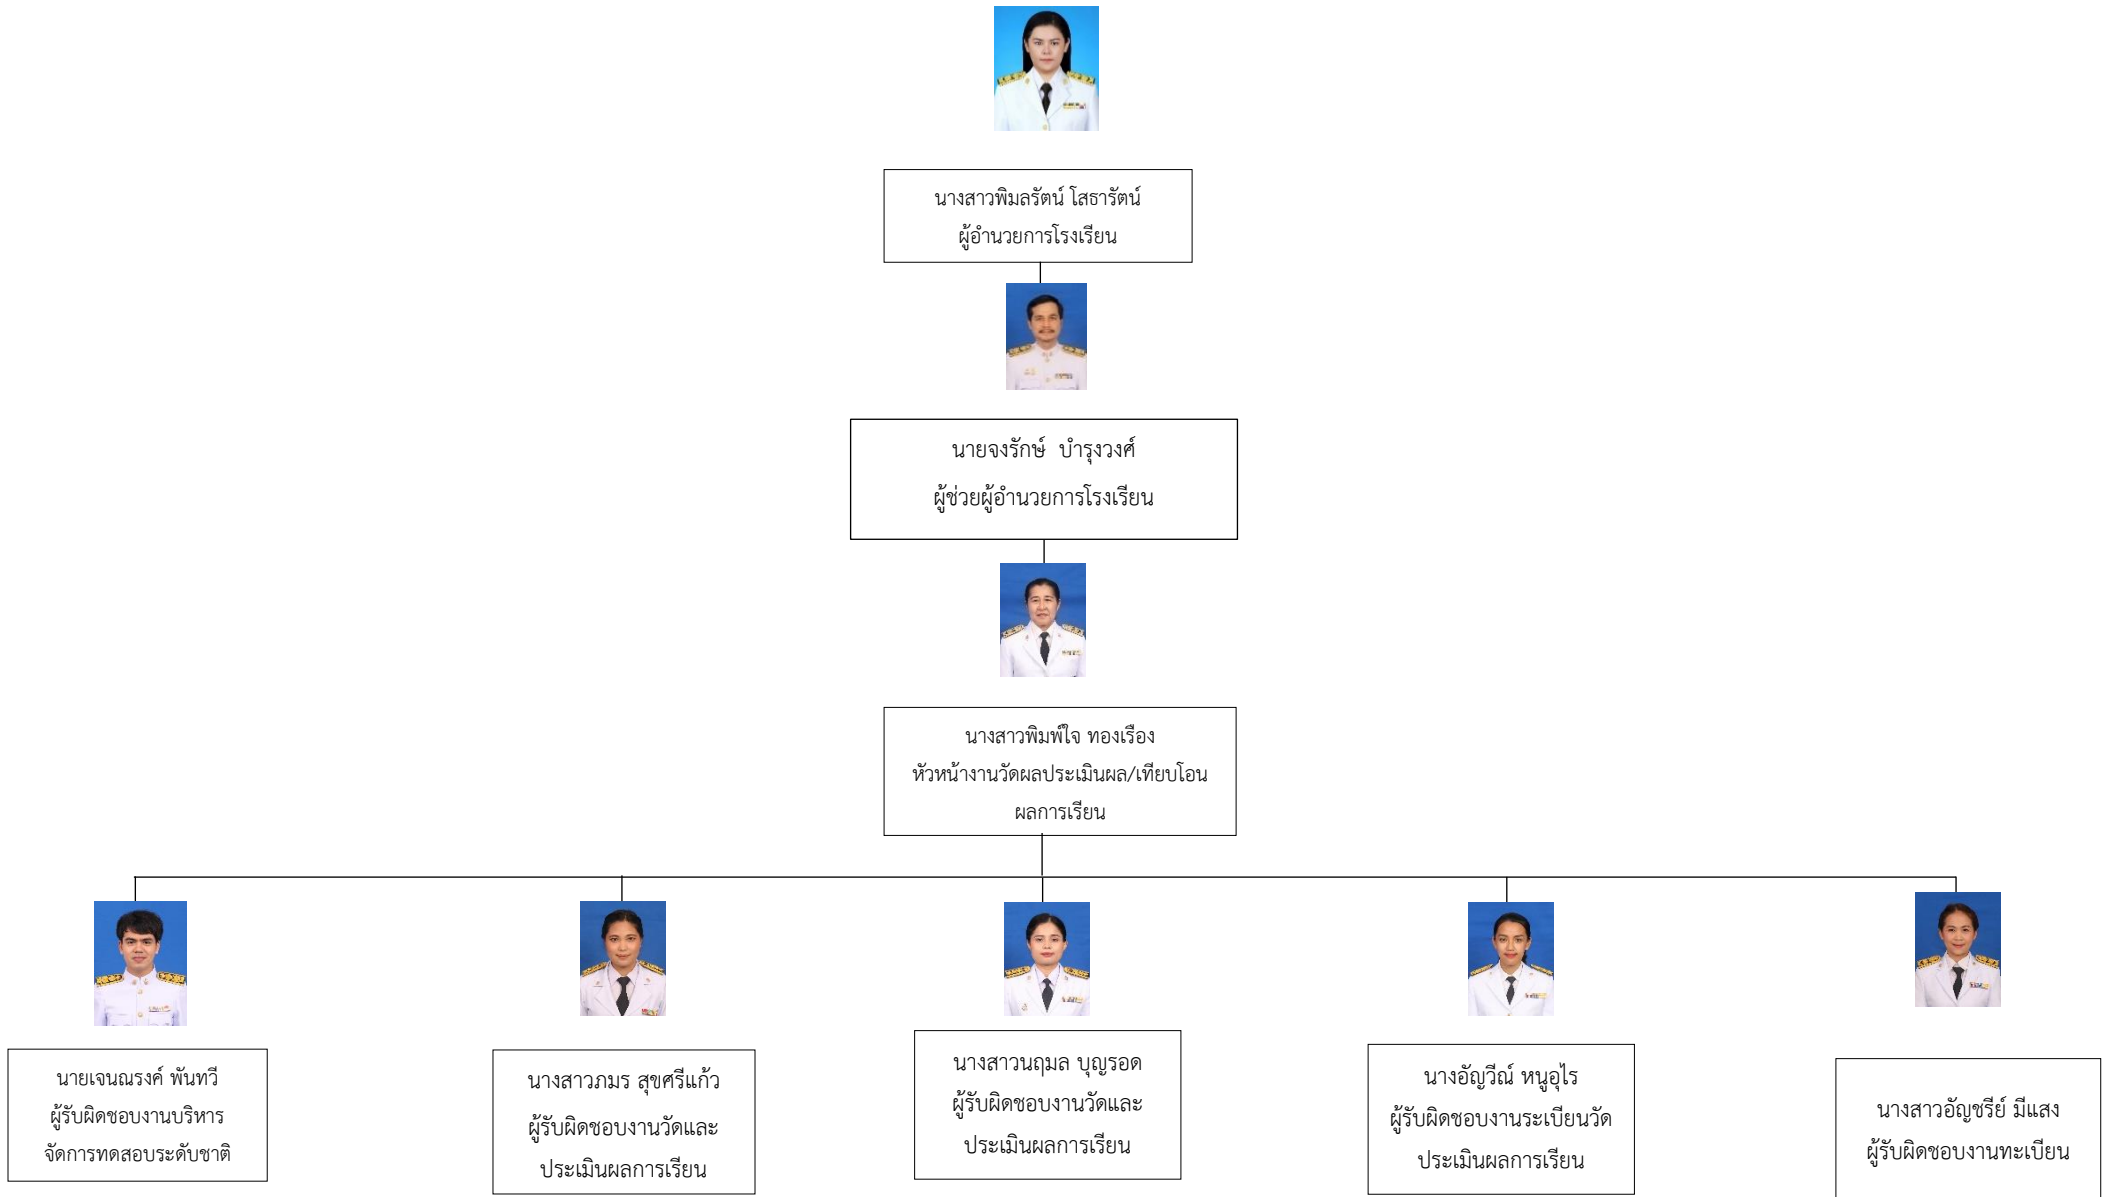 นางสาวพิมลรัตน์ โสธารัตน์
ผู้อำนวยการโรงเรียน
นายจงรักษ์ บำรุงวงศ์
ผู้ช่วยผู้อำนวยการโรงเรียน
นางสาวพิมพ์ใจ ทองเรือง
หัวหน้างานวัดผลประเมินผล/เทียบโอน
ผลการเรียน
นายเจนณรงค์ พันทวี
ผู้รับผิดชอบงานบริหาร
จัดการทดสอบระดับชาติ
นางสาวภมร สุขศรีแก้ว
ผู้รับผิดชอบงานวัดและ
ประเมินผลการเรียน
นางสาวนฤมล บุญรอด
ผู้รับผิดชอบงานวัดและ
ประเมินผลการเรียน
นางอัญวีณ์ หนูอุไร
ผู้รับผิดชอบงานระเบียนวัด
ประเมินผลการเรียน
นางสาวอัญชรีย์ มีแสง
ผู้รับผิดชอบงานทะเบียน